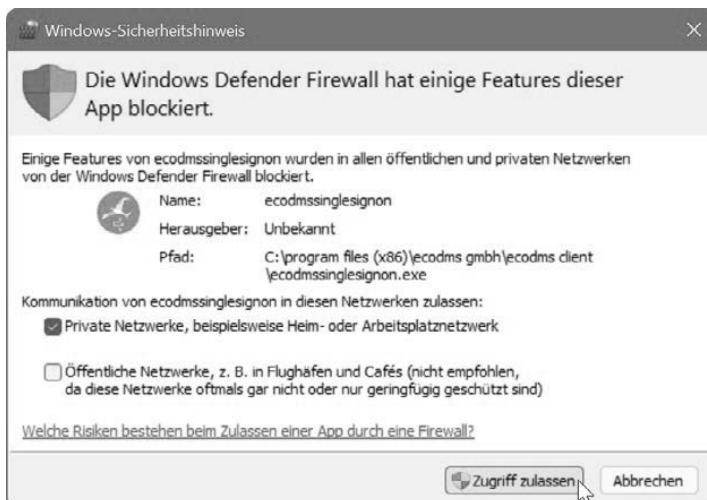 Windows-Sicherheitshinweis
Die Windows Defender Firewall hat einige Features dieser
App blockiert.
Einige Features von ecodmssinglesignon wurden in allen öffentlichen und privaten Netzwerken
von der Windows Defender Firewall blockiert.
Name: ecodmssinglesignon
Herausgeber: Unbekannt
Pfad: C:\program files (x86)\ecodms gmbh\ecodms client
\ecodmssinglesignon.exe
Kommunikation von ecodmssinglesignon in diesen Netzwerken zulassen:
Private Netzwerke, beispielsweise Heim- oder Arbeitsplatznetzwerk
Öffentliche Netzwerke, z. B. in Flughäfen und Cafés (nicht empfohlen,
da diese Netzwerke oftmals gar nicht oder nur geringfügig geschützt sind)
Welche Risiken bestehen beim Zulassen einer App durch eine Firewall?
Zugriff zulassen Abbrechen